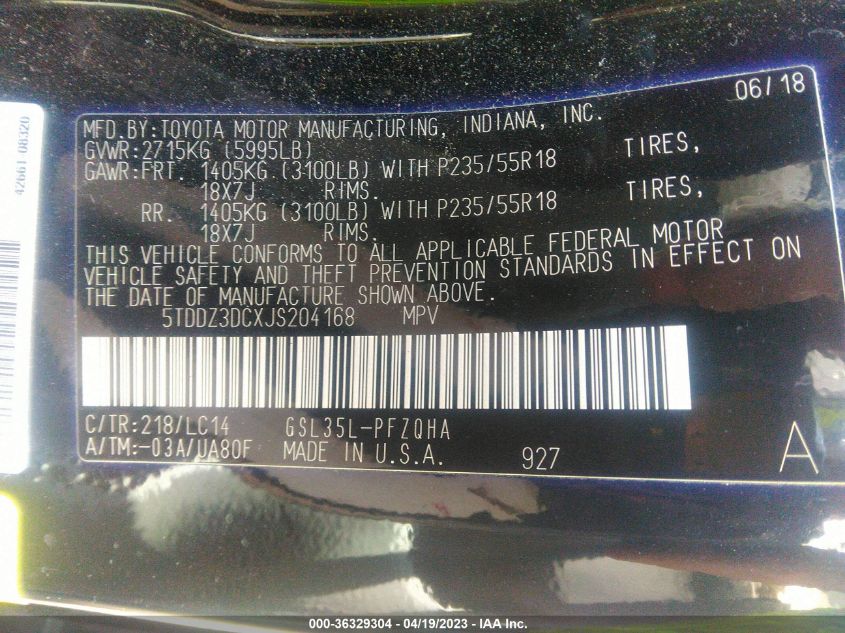 06/18
MFD.BY:TOYOTA MOTOR MANUFACTURING, INDIANA, INC.
GVWR:2715KG (5995LB)
GAWR:FRT. 1405KG (3100LB) WITH P235/55R18 TIRES,
18X7J RIMS.
RR. 1405KG (3100LB) WITH P235/55R18 TIRES,
18X7J RIMS.
THIS VEHICLE CONFORMS TO ALL APPLICABLE FEDERAL MOTOR
VEHICLE SAFETY AND THEFT PREVENTION STANDARDS IN EFFECT ON
THE DATE OF MANUFACTURE SHOWN ABOVE.
5TDDZ3DCXJS204168 MPV
C/TR:218/LC14 GSL35L-PFZQHA
A/TM:-03A/UA80F MADE IN U.S.A. 927 A
42661 08320
000-36329304 - 04/19/2023 - IAA Inc.